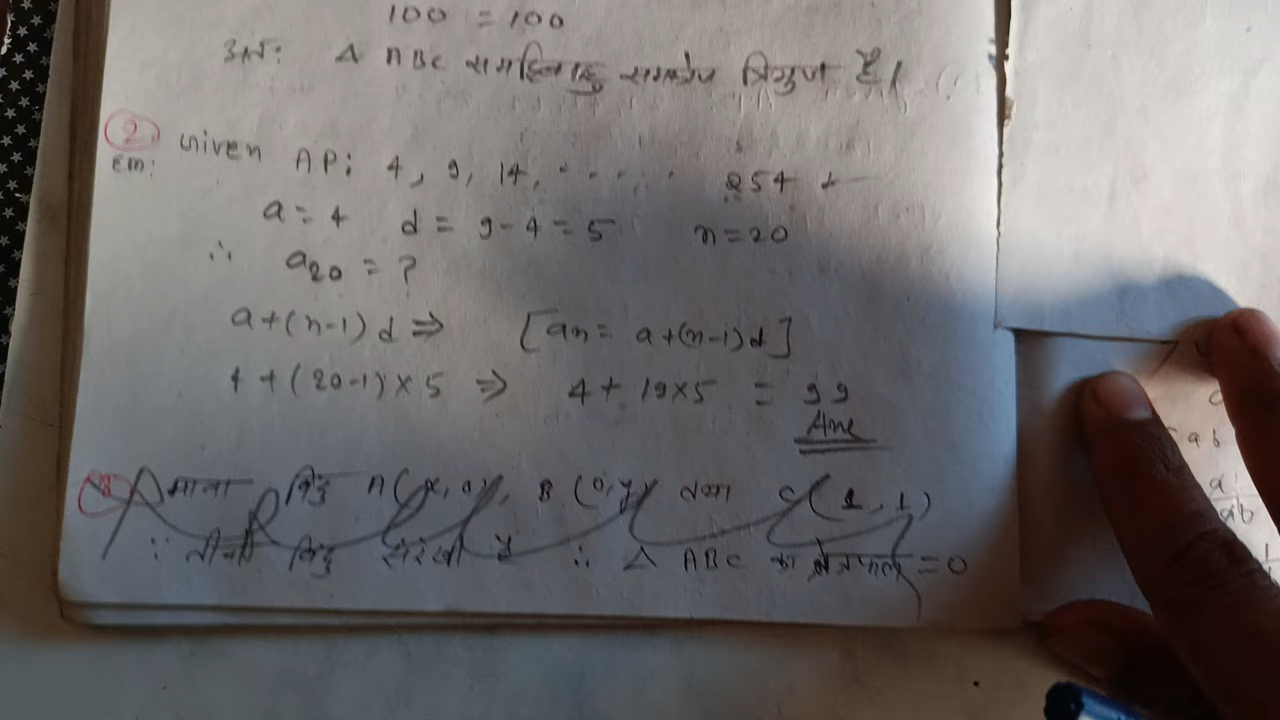 100 = 100
अतः Δ ABC समद्विबाहु समकोण त्रिभुज है।
2
Given AP: 4, 9, 14, ...... 254
a = 4 d = 9-4 = 5 n = 20
∴ a20 = ?
a+(n-1)d ⇒ [an = a+(n-1)d]
4+(20-1)×5 ⇒ 4+19×5 = 99
Ans
माना बिंदु A(x,0), B(0,y) तथा C(1,1)
∵ तीनों बिंदु संरेखी है ∴ Δ ABC का क्षेत्रफल = 0
ab
a
ab